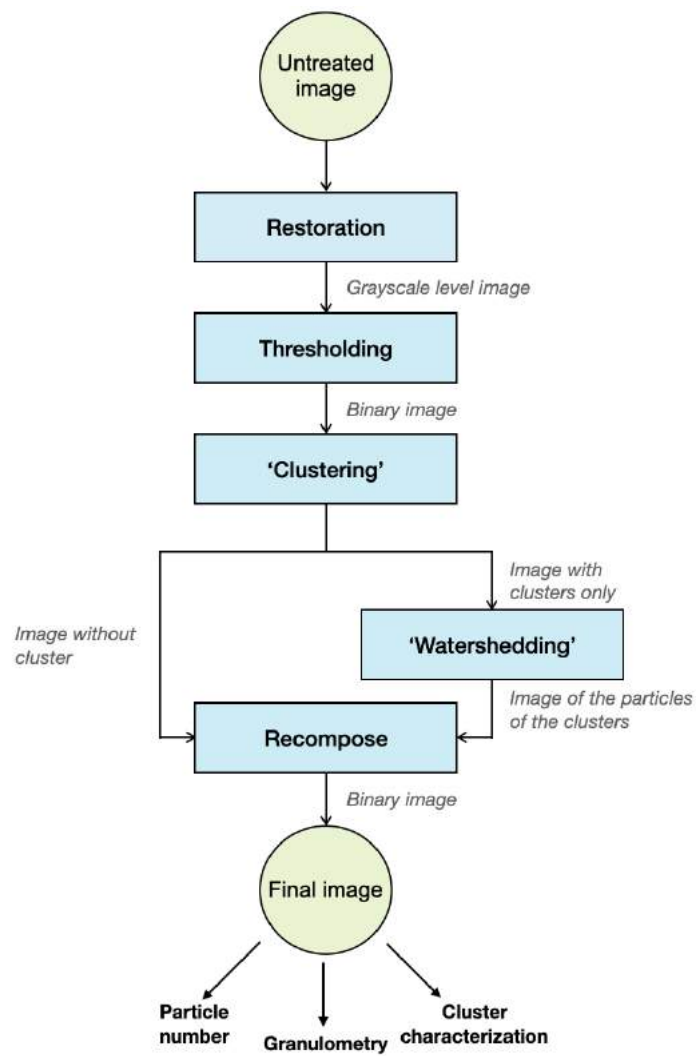 Untreated
image
Restoration
Grayscale level image
Thresholding
Binary image
‘Clustering’
Image with
clusters only
Image without
cluster
‘Watershedding’
Image of the particles
of the clusters
Recompose
Binary image
Final image
Particle
number
Granulometry
Cluster
characterization